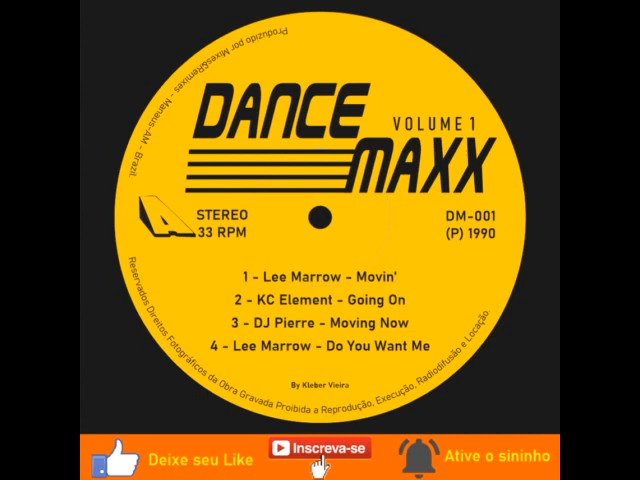 Produzido por Mixes&Remixes - Manaus-AM - Brazil.
DANCE
VOLUME 1
MAXX
A
STEREO
33 RPM
DM-001
(P) 1990
1 - Lee Marrow - Movin'
2 - KC Element - Going On
3 - DJ Pierre - Moving Now
4 - Lee Marrow - Do You Want Me
By Kleber Vieira
Reservados Direitos Fotográficos da Obra Gravada Proibida a Reprodução, Execução, Radiodifusão e Locação.
Deixe seu Like
Inscreva-se
Ative o sininho